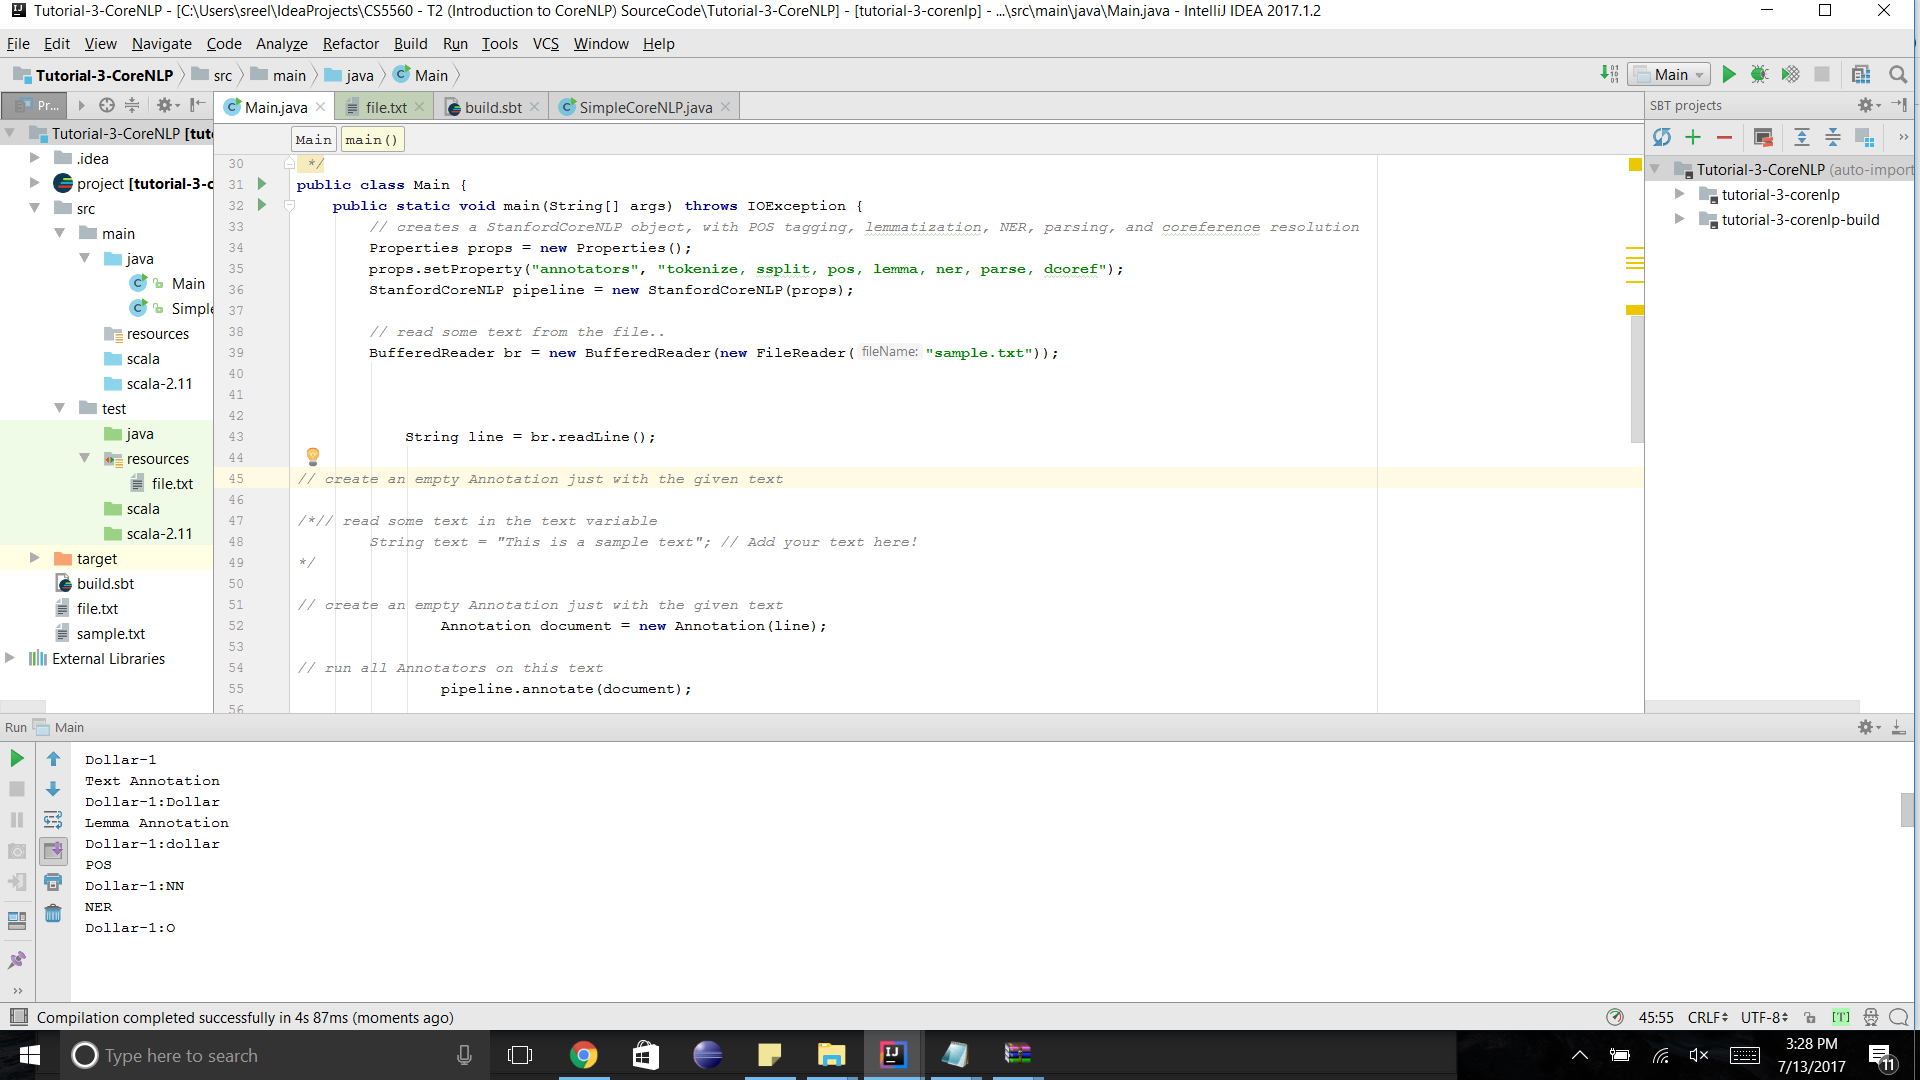 Tutorial-3-CoreNLP - [C:\Users\sreel\IdeaProjects\CS5560 - T2 (Introduction to CoreNLP) SourceCode\Tutorial-3-CoreNLP] - [tutorial-3-corenlp] - ...\src\main\java\Main.java - IntelliJ IDEA 2017.1.2
File Edit View Navigate Code Analyze Refactor Build Run Tools VCS Window Help
Tutorial-3-CoreNLP src main java Main
Main
Pr...
Main.java file.txt build.sbt SimpleCoreNLP.java
SBT projects
Main main()
Tutorial-3-CoreNLP [tut
.idea
project [tutorial-3-c
src
main
java
Main
Simple
resources
scala
scala-2.11
test
java
resources
file.txt
scala
scala-2.11
target
build.sbt
file.txt
sample.txt
External Libraries
30 */
31 public class Main {
32 public static void main(String[] args) throws IOException {
33 // creates a StanfordCoreNLP object, with POS tagging, lemmatization, NER, parsing, and coreference resolution
34 Properties props = new Properties();
35 props.setProperty("annotators", "tokenize, ssplit, pos, lemma, ner, parse, dcoref");
36 StanfordCoreNLP pipeline = new StanfordCoreNLP(props);
37
38 // read some text from the file..
39 BufferedReader br = new BufferedReader(new FileReader( fileName: "sample.txt"));
40
41
42
43 String line = br.readLine();
44
45 // create an empty Annotation just with the given text
46
47 /*// read some text in the text variable
48 String text = "This is a sample text"; // Add your text here!
49 */
50
51 // create an empty Annotation just with the given text
52 Annotation document = new Annotation(line);
53
54 // run all Annotators on this text
55 pipeline.annotate(document);
56
Tutorial-3-CoreNLP (auto-import
tutorial-3-corenlp
tutorial-3-corenlp-build
Run Main
Dollar-1
Text Annotation
Dollar-1:Dollar
Lemma Annotation
Dollar-1:dollar
POS
Dollar-1:NN
NER
Dollar-1:O
Compilation completed successfully in 4s 87ms (moments ago)
45:55 CRLF UTF-8 [T]
Type here to search
3:28 PM
7/13/2017
11